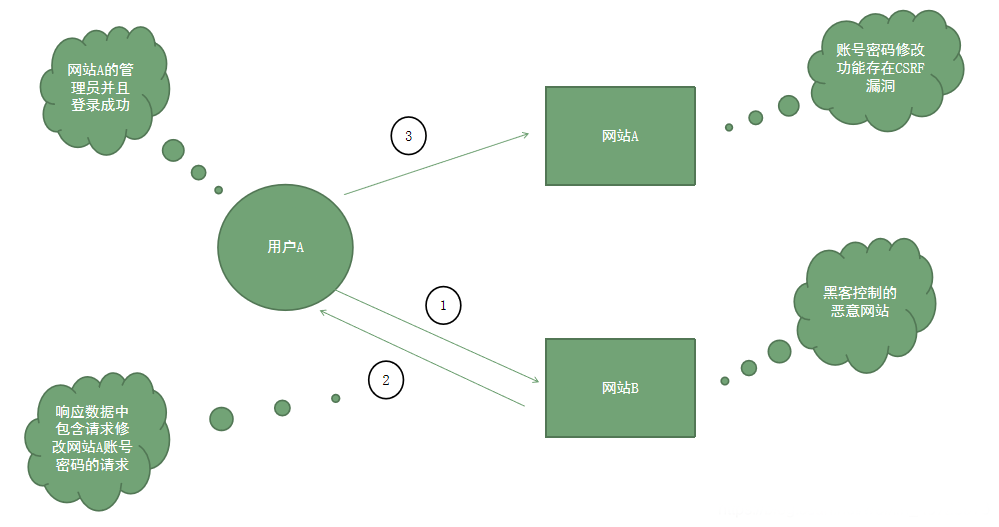 网站A的管
理员并且
登录成功
账号密码修改
功能存在CSRF
漏洞
3
网站A
用户A
1
黑客控制的
恶意网站
2
网站B
响应数据中
包含请求修
改网站A账号
密码的请求